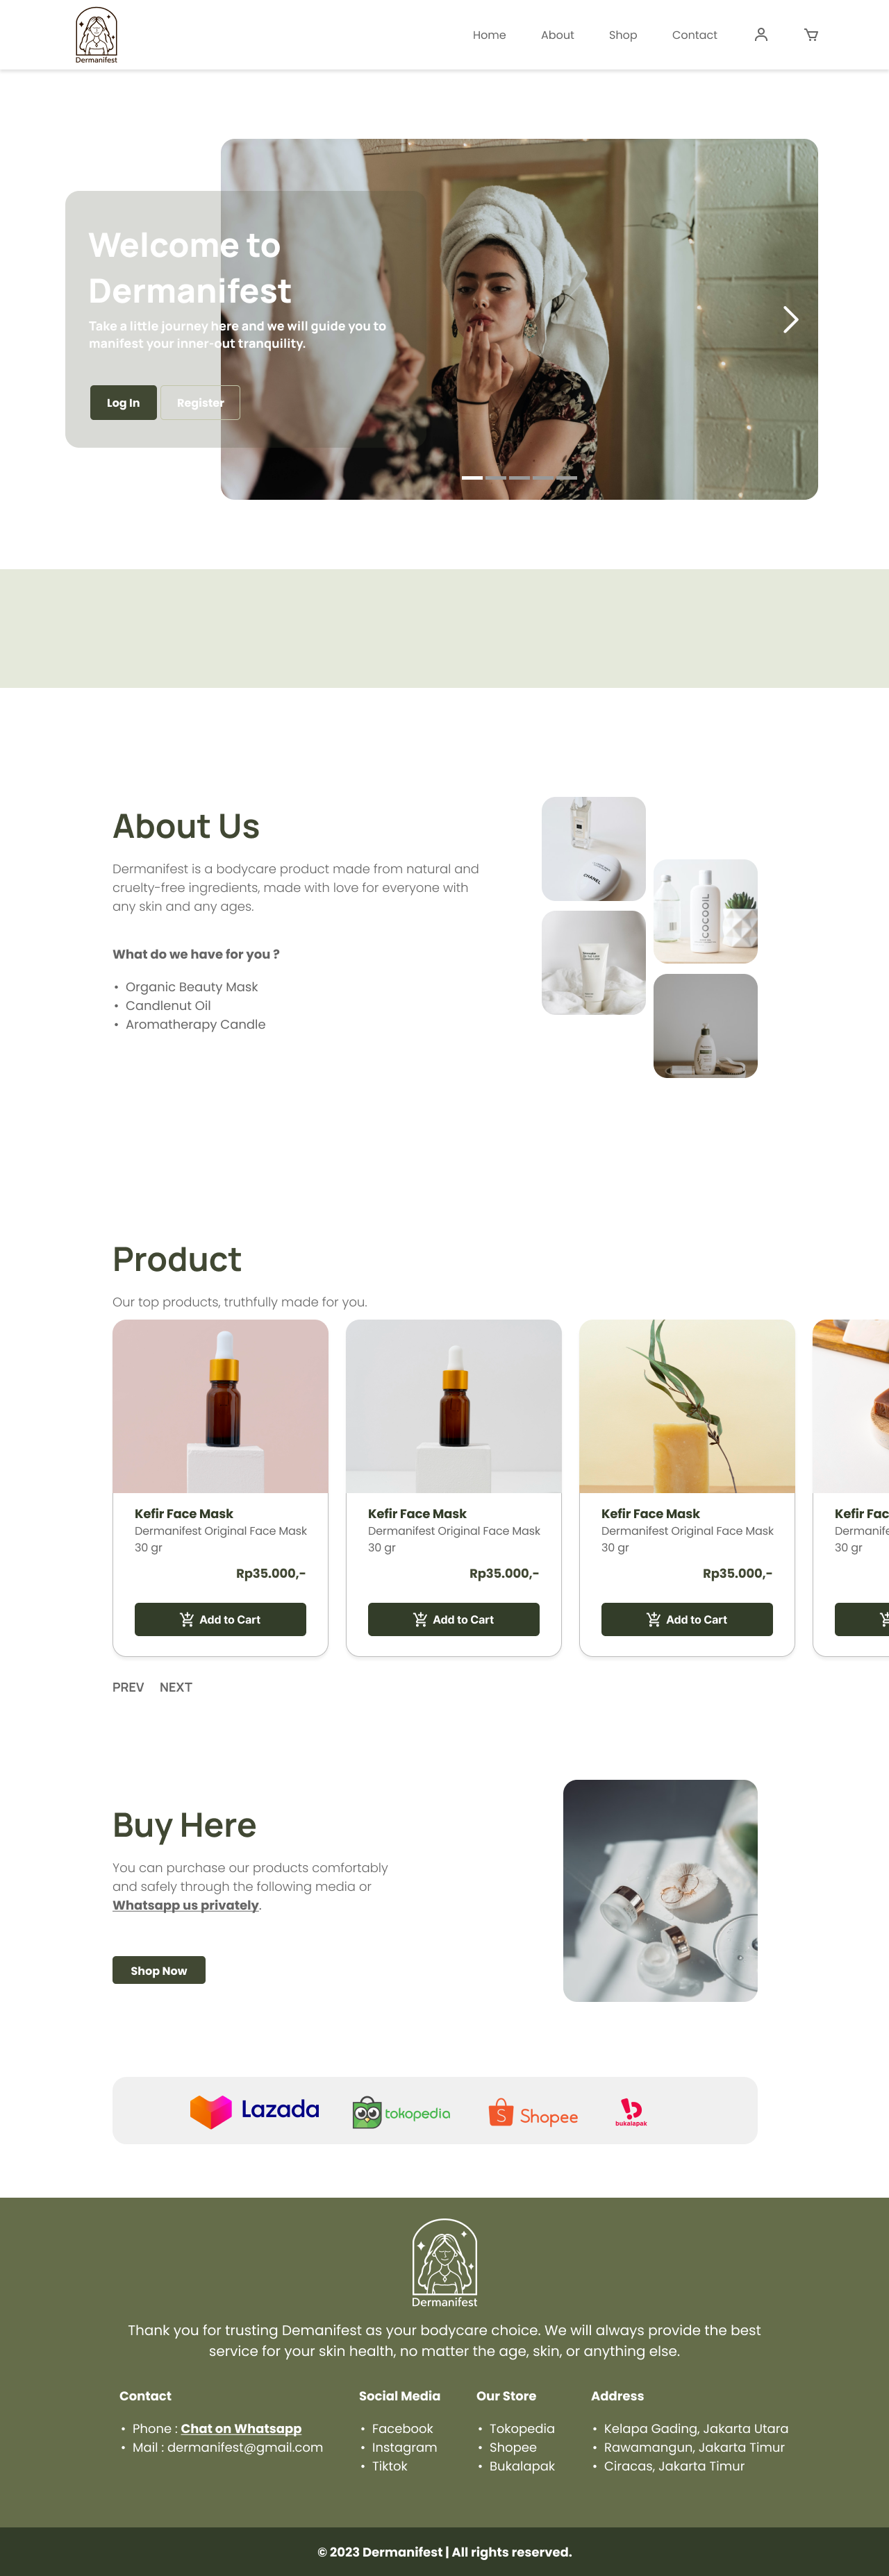 Dermanifest
Home
About
Shop
Contact
Welcome to
Dermanifest
Take a little journey here and we will guide you to
manifest your inner-out tranquility.
Log In
Register
About Us
Dermanifest is a bodycare product made from natural and
cruelty-free ingredients, made with love for everyone with
any skin and any ages.
What do we have for you ?
• Organic Beauty Mask
• Candlenut Oil
• Aromatherapy Candle
CHANEL
COCOOIL
Product
Our top products, truthfully made for you.
Kefir Face Mask
Dermanifest Original Face Mask
30 gr
Rp35.000,-
Add to Cart
Kefir Face Mask
Dermanifest Original Face Mask
30 gr
Rp35.000,-
Add to Cart
Kefir Face Mask
Dermanifest Original Face Mask
30 gr
Rp35.000,-
Add to Cart
Kefir Fac
Dermanife
30 gr
PREV
NEXT
Buy Here
You can purchase our products comfortably
and safely through the following media or
Whatsapp us privately.
Shop Now
Lazada
tokopedia
Shopee
bukalapak
Dermanifest
Thank you for trusting Demanifest as your bodycare choice. We will always provide the best
service for your skin health, no matter the age, skin, or anything else.
Contact
• Phone : Chat on Whatsapp
• Mail : dermanifest@gmail.com
Social Media
• Facebook
• Instagram
• Tiktok
Our Store
• Tokopedia
• Shopee
• Bukalapak
Address
• Kelapa Gading, Jakarta Utara
• Rawamangun, Jakarta Timur
• Ciracas, Jakarta Timur
© 2023 Dermanifest | All rights reserved.